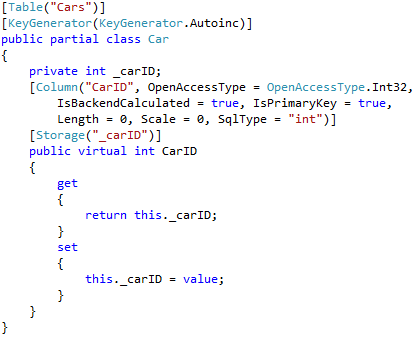 [Table("Cars")]
[KeyGenerator(KeyGenerator.Autoinc)]
public partial class Car
{
    private int _carID;
    [Column("CarID", OpenAccessType = OpenAccessType.Int32,
        IsBackendCalculated = true, IsPrimaryKey = true,
        Length = 0, Scale = 0, SqlType = "int")]
    [Storage("_carID")]
    public virtual int CarID
    {
        get
        {
            return this._carID;
        }
        set
        {
            this._carID = value;
        }
    }
}